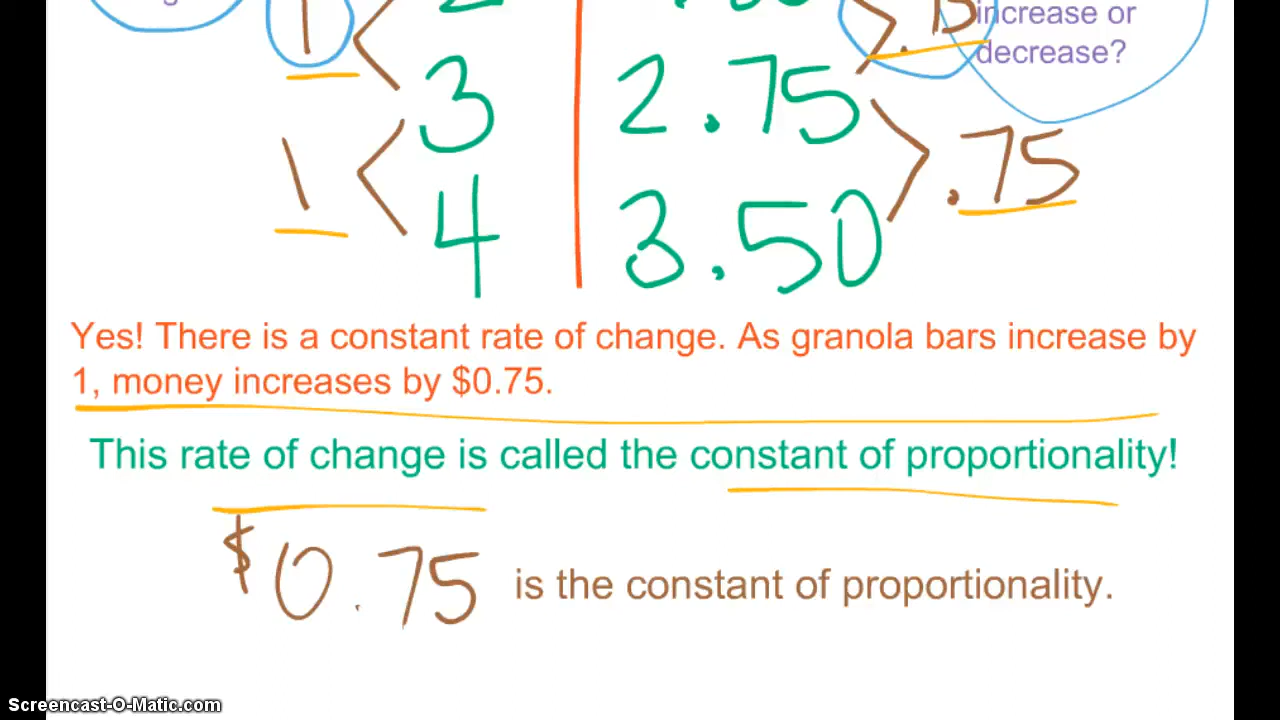 1 .75 increase or
decrease?
3 2.75
1 .75
4 3.50
Yes! There is a constant rate of change. As granola bars increase by
1, money increases by $0.75.
This rate of change is called the constant of proportionality!
$0.75 is the constant of proportionality.
Screencast-O-Matic.com